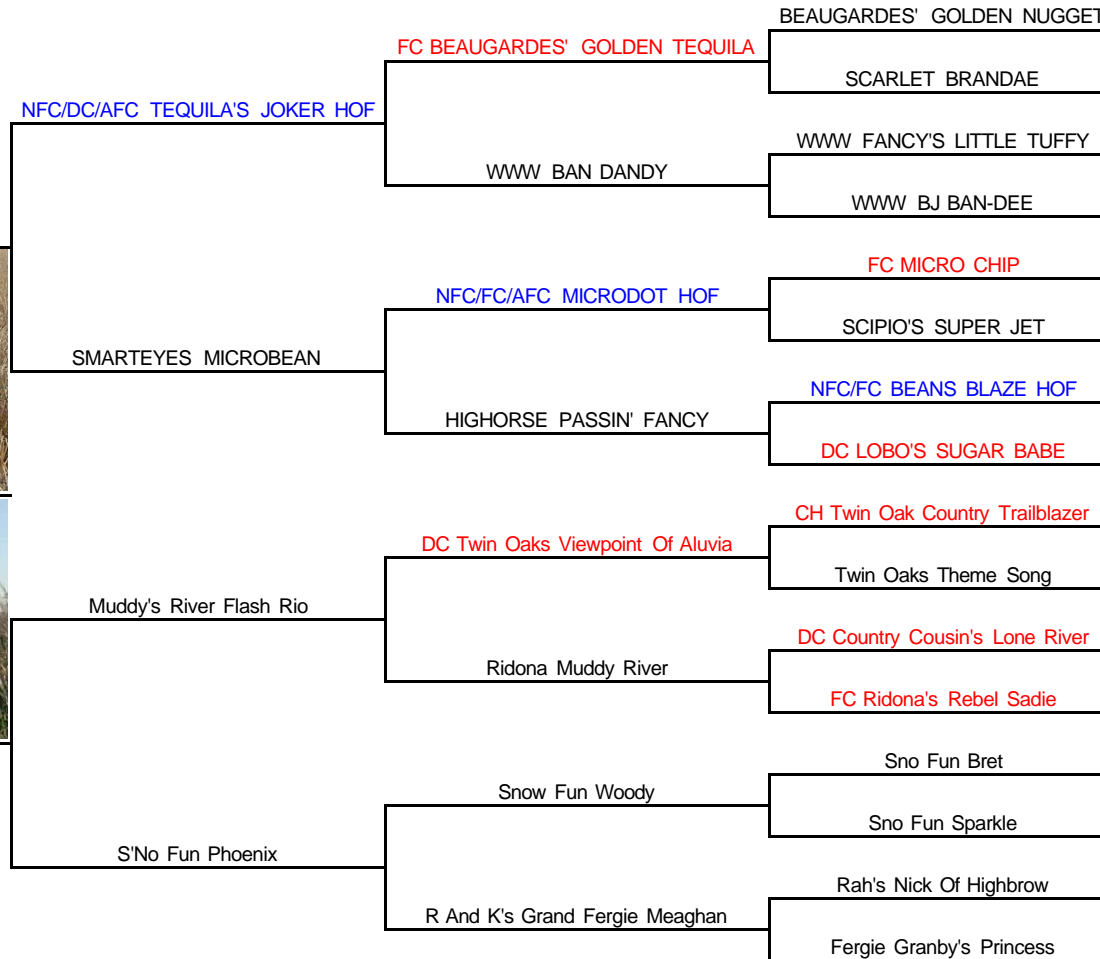 BEAUGARDES' GOLDEN NUGGET
FC BEAUGARDES' GOLDEN TEQUILA
SCARLET BRANDAE
NFC/DC/AFC TEQUILA'S JOKER HOF
WWW FANCY'S LITTLE TUFFY
WWW BAN DANDY
WWW BJ BAN-DEE
FC MICRO CHIP
NFC/FC/AFC MICRODOT HOF
SCIPIO'S SUPER JET
SMARTEYES MICROBEAN
NFC/FC BEANS BLAZE HOF
HIGHORSE PASSIN' FANCY
DC LOBO'S SUGAR BABE
CH Twin Oak Country Trailblazer
DC Twin Oaks Viewpoint Of Aluvia
Twin Oaks Theme Song
Muddy's River Flash Rio
DC Country Cousin's Lone River
Ridona Muddy River
FC Ridona's Rebel Sadie
Sno Fun Bret
Snow Fun Woody
Sno Fun Sparkle
S'No Fun Phoenix
Rah's Nick Of Highbrow
R And K's Grand Fergie Meaghan
Fergie Granby's Princess